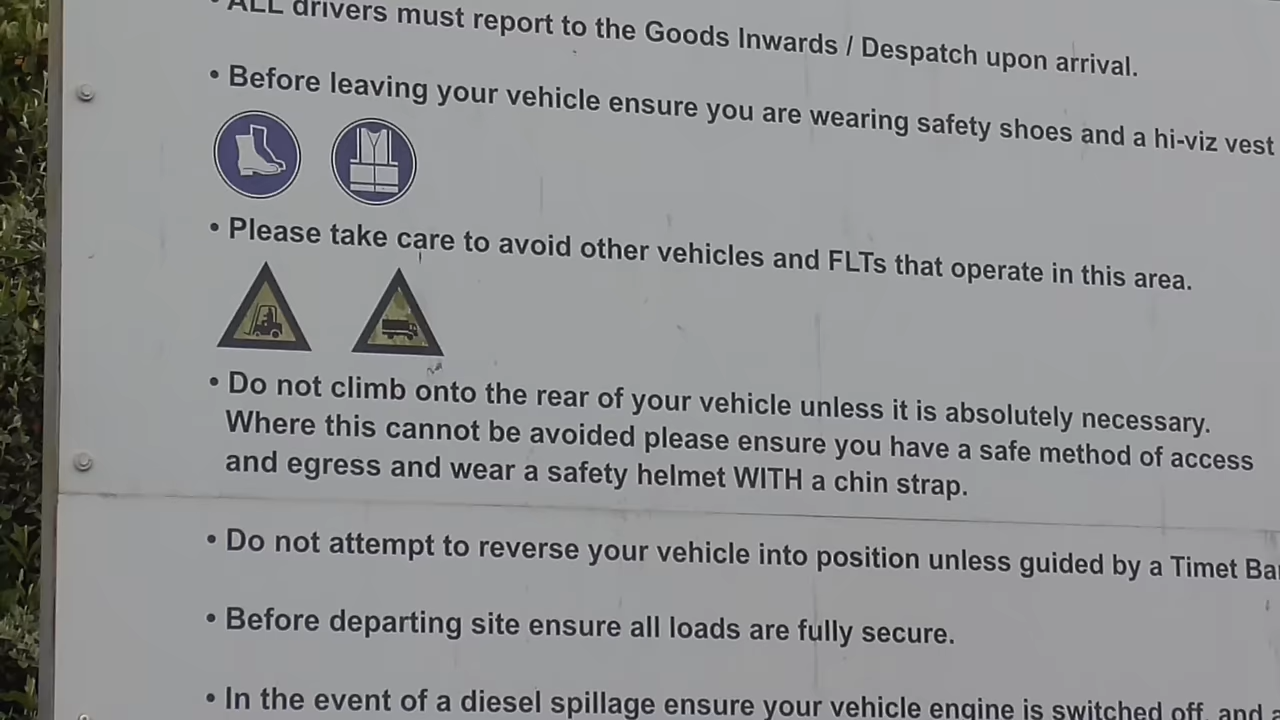 • ALL drivers must report to the Goods Inwards / Despatch upon arrival.
• Before leaving your vehicle ensure you are wearing safety shoes and a hi-viz vest
• Please take care to avoid other vehicles and FLTs that operate in this area.
• Do not climb onto the rear of your vehicle unless it is absolutely necessary.
Where this cannot be avoided please ensure you have a safe method of access
and egress and wear a safety helmet WITH a chin strap.
• Do not attempt to reverse your vehicle into position unless guided by a Timet
• Before departing site ensure all loads are fully secure.
• In the event of a diesel spillage ensure your vehicle engine is switched off, and